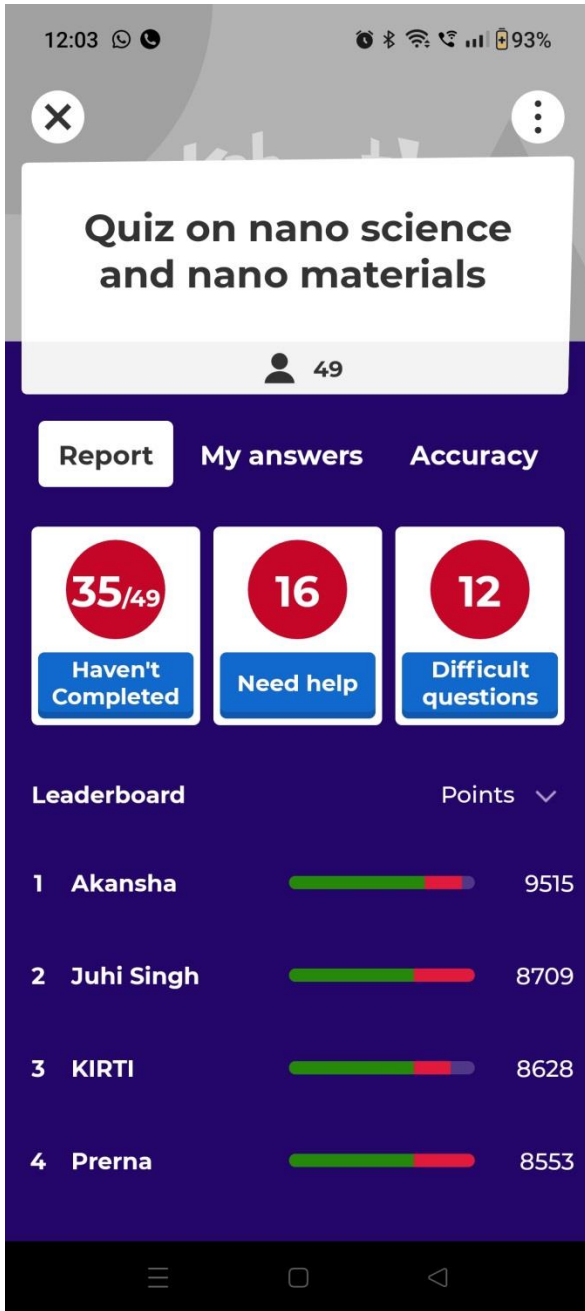 12:03 93%
Quiz on nano science
and nano materials
49
Report My answers Accuracy
35/49 16 12
Haven't
Completed
Need help
Difficult
questions
Leaderboard Points
1 Akansha 9515
2 Juhi Singh 8709
3 KIRTI 8628
4 Prerna 8553